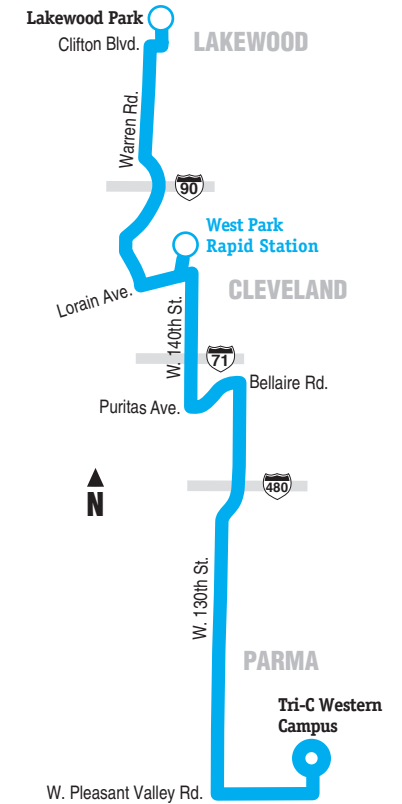 Lakewood Park
Clifton Blvd.
LAKEWOOD
Warren Rd.
90
West Park
Rapid Station
CLEVELAND
Lorain Ave.
W. 140th St.
71
Bellaire Rd.
Puritas Ave.
480
N
W. 130th St.
PARMA
Tri-C Western
Campus
W. Pleasant Valley Rd.